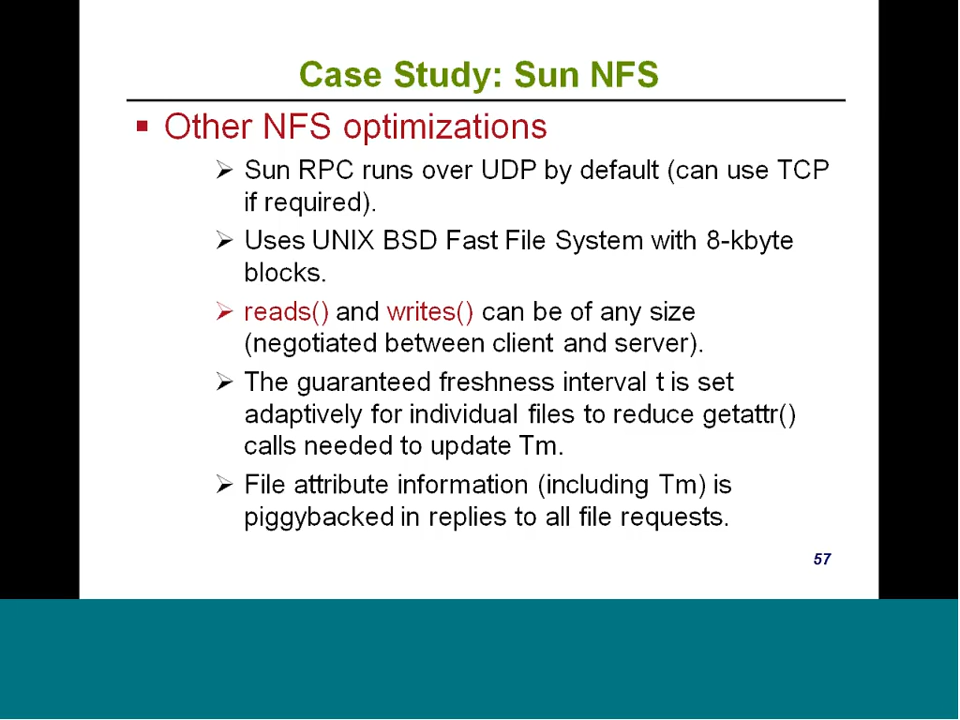 Case Study: Sun NFS
Other NFS optimizations
Sun RPC runs over UDP by default (can use TCP
if required).
Uses UNIX BSD Fast File System with 8-kbyte
blocks.
reads() and writes() can be of any size
(negotiated between client and server).
The guaranteed freshness interval t is set
adaptively for individual files to reduce getattr()
calls needed to update Tm.
File attribute information (including Tm) is
piggybacked in replies to all file requests.
57